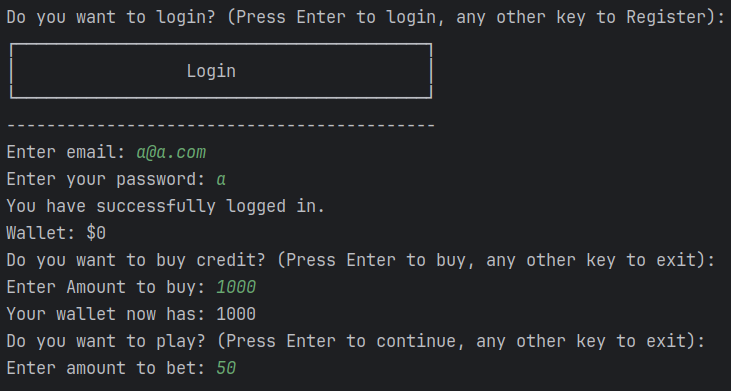 Do you want to login? (Press Enter to login, any other key to Register):
Login
------------------------------------------
Enter email: a@a.com
Enter your password: a
You have successfully logged in.
Wallet: $0
Do you want to buy credit? (Press Enter to buy, any other key to exit):
Enter Amount to buy: 1000
Your wallet now has: 1000
Do you want to play? (Press Enter to continue, any other key to exit):
Enter amount to bet: 50